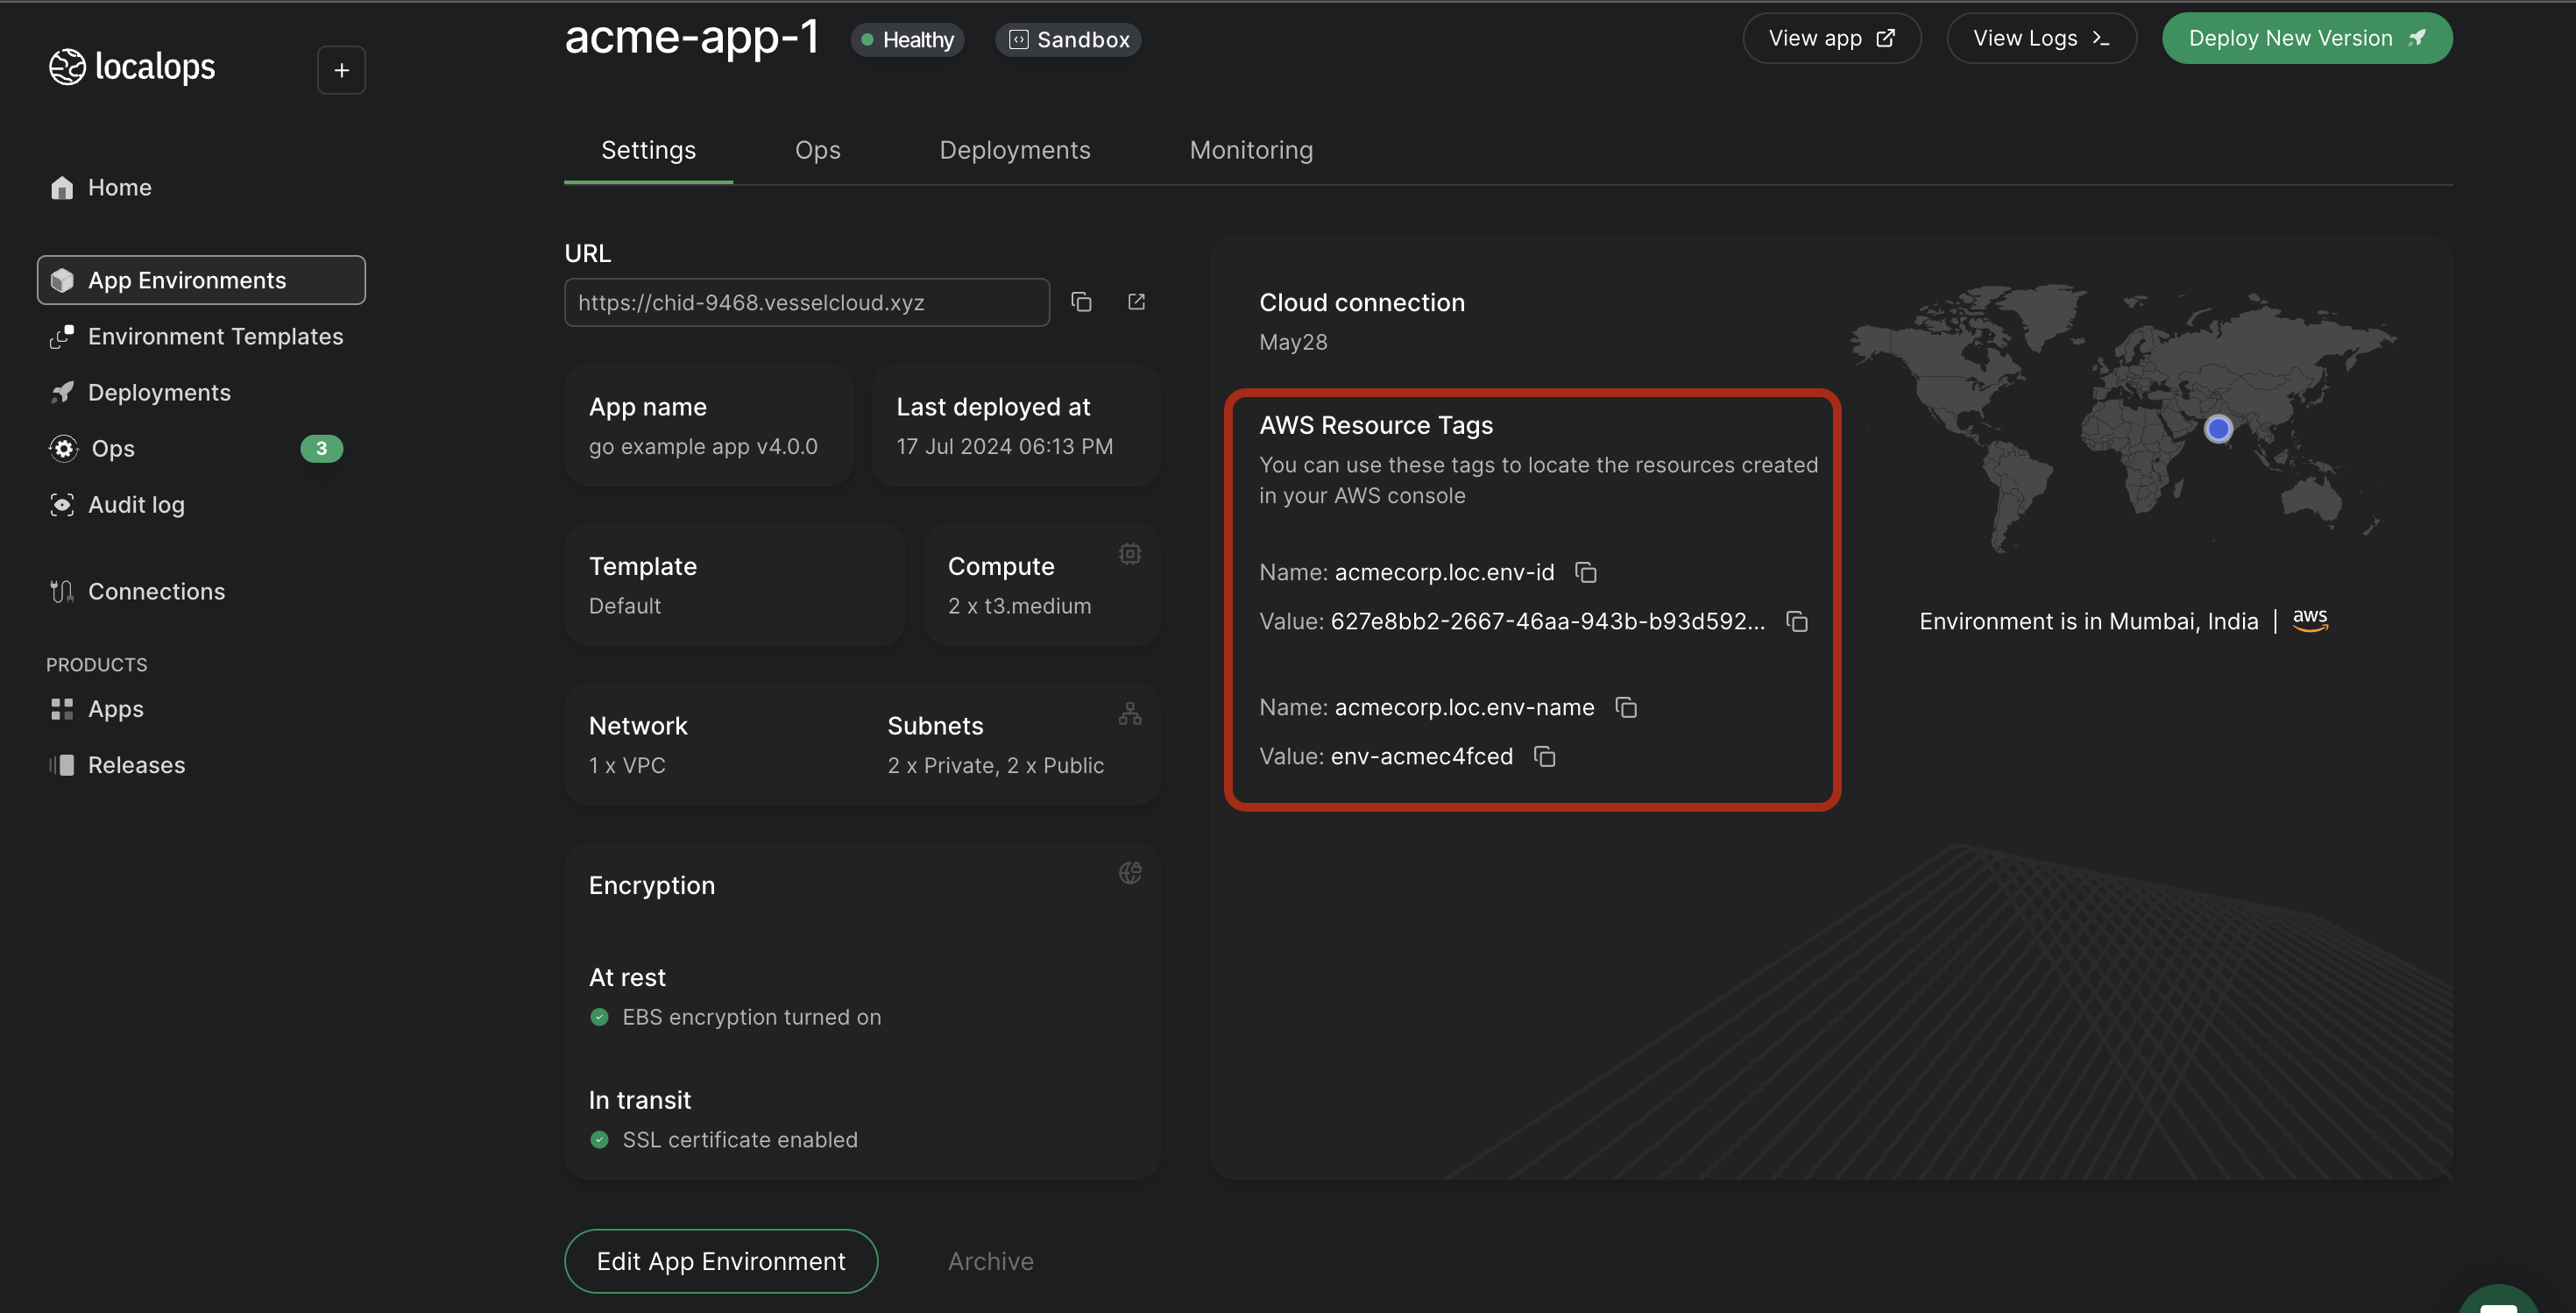 localops
+
Home
App Environments
Environment Templates
Deployments
Ops
3
Audit log
Connections
PRODUCTS
Apps
Releases
acme-app-1
Healthy
Sandbox
View app
View Logs
Deploy New Version
Settings
Ops
Deployments
Monitoring
URL
https://chid-9468.vesselcloud.xyz
App name
go example app v4.0.0
Last deployed at
17 Jul 2024 06:13 PM
Template
Default
Compute
2 x t3.medium
Network
1 x VPC
Subnets
2 x Private, 2 x Public
Encryption
At rest
EBS encryption turned on
In transit
SSL certificate enabled
Edit App Environment
Archive
Cloud connection
May28
AWS Resource Tags
You can use these tags to locate the resources created
in your AWS console
Name: acmecorp.loc.env-id
Value: 627e8bb2-2667-46aa-943b-b93d592...
Name: acmecorp.loc.env-name
Value: env-acmec4fced
Environment is in Mumbai, India | aws